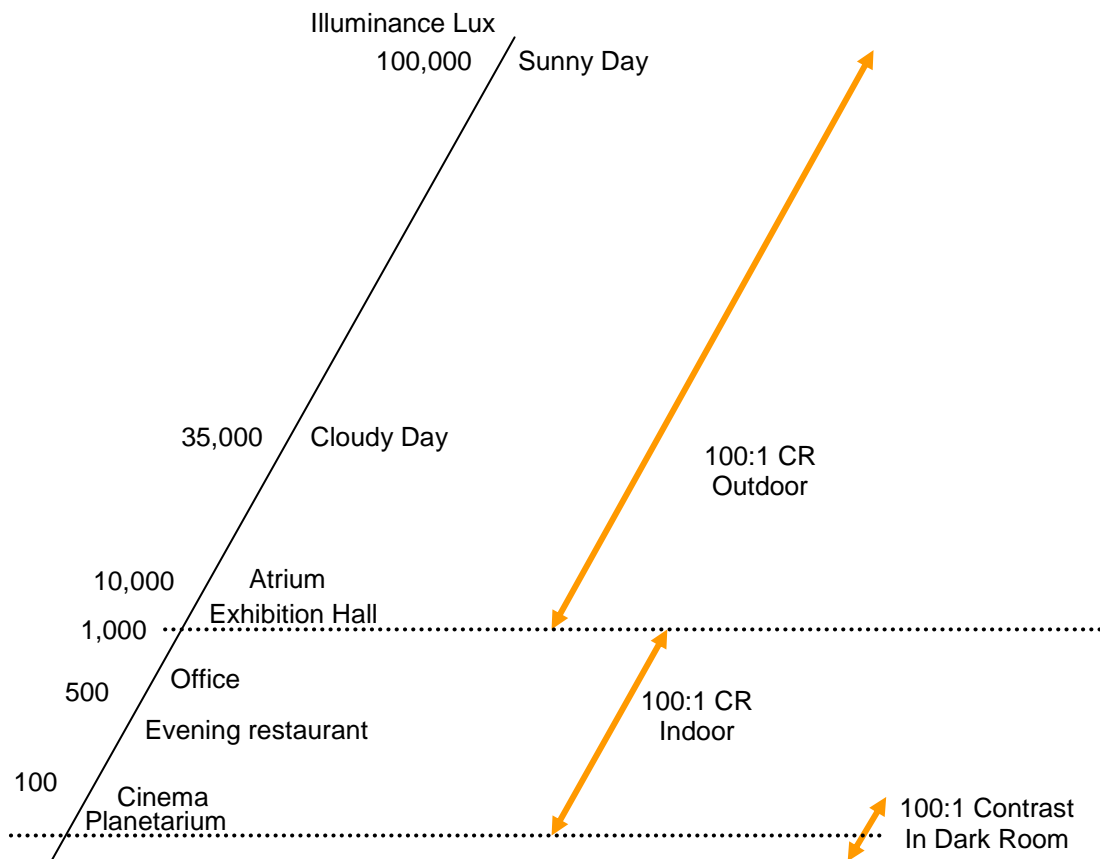 Illuminance Lux
100,000 Sunny Day
35,000 Cloudy Day
100:1 CR
Outdoor
10,000 Atrium
Exhibition Hall
1,000
Office
500
100:1 CR
Indoor
Evening restaurant
100
Cinema
Planetarium
100:1 Contrast
In Dark Room